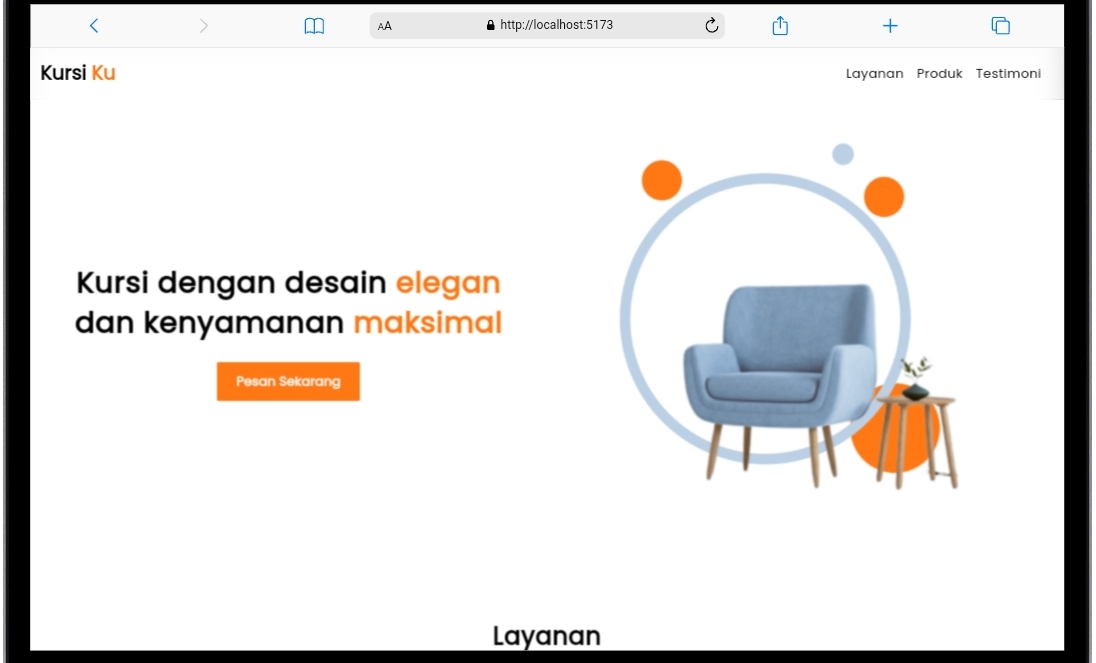 AA http://localhost:5173
Kursi Ku
Layanan Produk Testimoni
Kursi dengan desain elegan
dan kenyamanan maksimal
Pesan Sekarang
Layanan